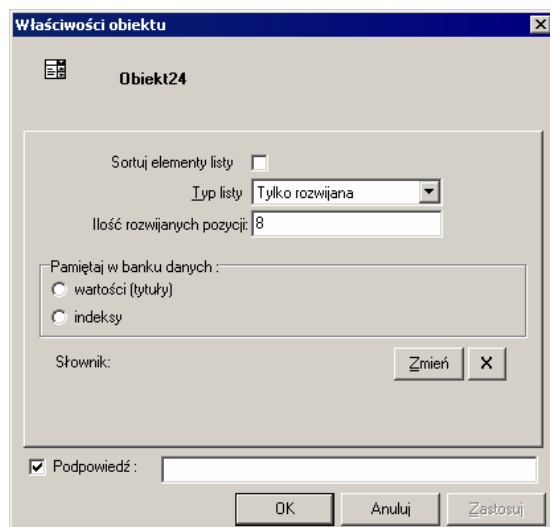 Właściwości obiektu
Obiekt24
Sortuj elementy listy
Typ listy Tylko rozwijana
Ilość rozwijanych pozycji: 8
Pamiętaj w banku danych :
wartości (tytuły)
indeksy
Słownik: Zmień X
Podpowiedź :
OK Anuluj Zastosuj